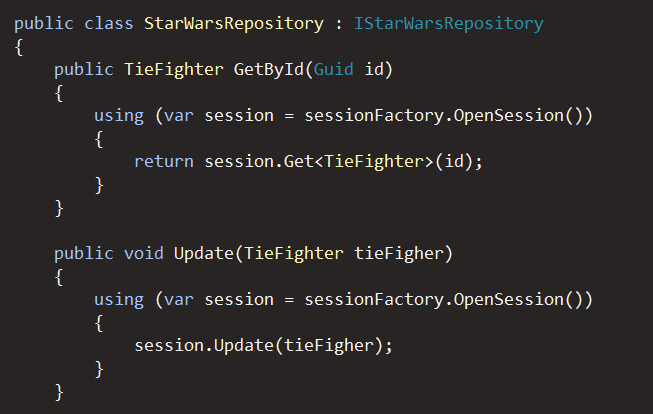 public class StarWarsRepository : IStarWarsRepository
{
    public TieFighter GetById(Guid id)
    {
        using (var session = sessionFactory.OpenSession())
        {
            return session.Get<TieFighter>(id);
        }
    }

    public void Update(TieFighter tieFigher)
    {
        using (var session = sessionFactory.OpenSession())
        {
            session.Update(tieFigher);
        }
    }